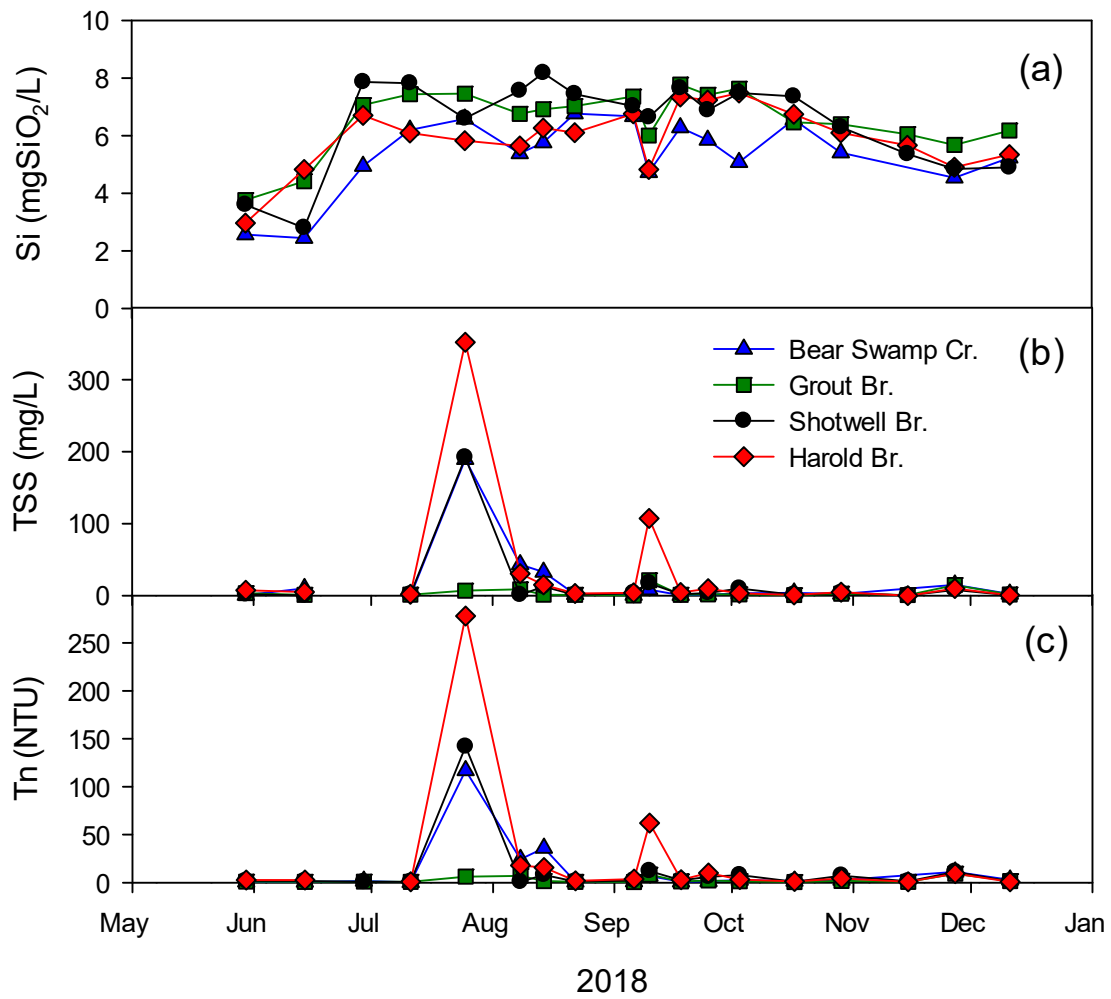 10
8
6
4
2
0
Si (mgSiO₂/L)
(a)
300
200
100
0
TSS (mg/L)
Bear Swamp Cr.
Grout Br.
Shotwell Br.
Harold Br.
(b)
250
200
150
100
50
0
Tn (NTU)
(c)
May Jun Jul Aug Sep Oct Nov Dec Jan
2018